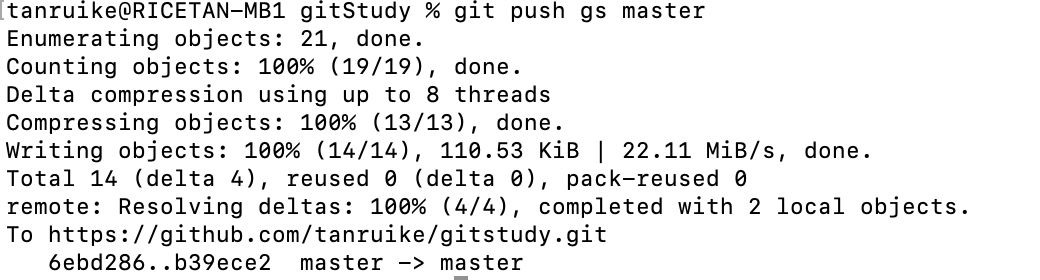 tanruike@RICETAN-MB1 gitStudy % git push gs master
Enumerating objects: 21, done.
Counting objects: 100% (19/19), done.
Delta compression using up to 8 threads
Compressing objects: 100% (13/13), done.
Writing objects: 100% (14/14), 110.53 KiB | 22.11 MiB/s, done.
Total 14 (delta 4), reused 0 (delta 0), pack-reused 0
remote: Resolving deltas: 100% (4/4), completed with 2 local objects.
To https://github.com/tanruike/gitstudy.git
   6ebd286..b39ece2  master -> master